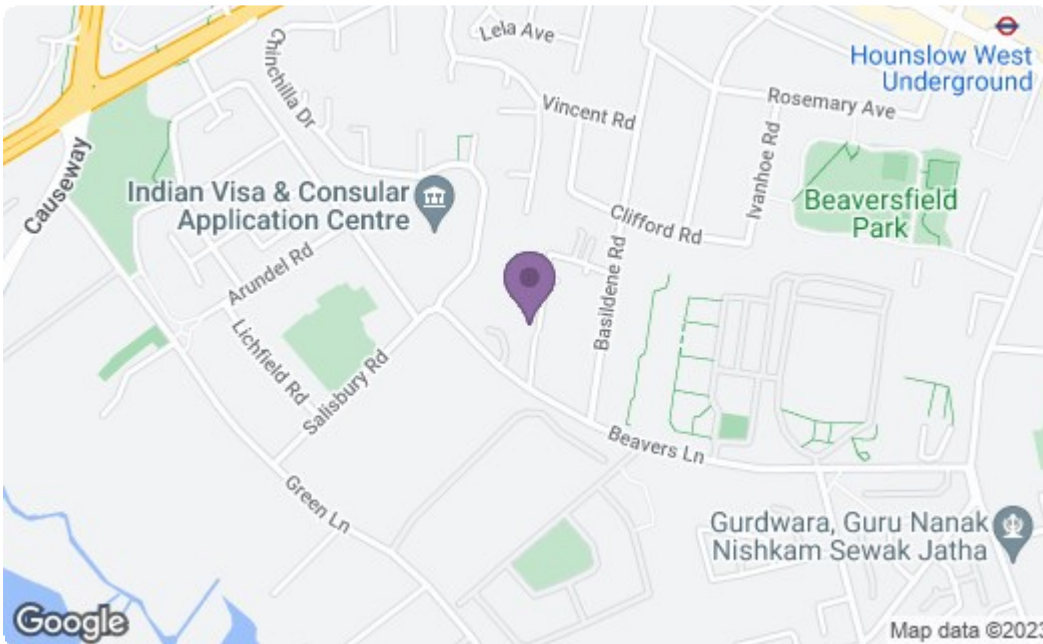 Lela Ave
Hounslow West
Underground
Chinchilla Dr
Vincent Rd
Rosemary Ave
Ivanhoe Rd
Causeway
Indian Visa & Consular
Application Centre
Beaversfield
Park
Clifford Rd
Arundel Rd
Basildene Rd
Lichfield Rd
Salisbury Rd
Beavers Ln
Green Ln
Gurdwara, Guru Nanak
Nishkam Sewak Jatha
Google
Map data ©2023